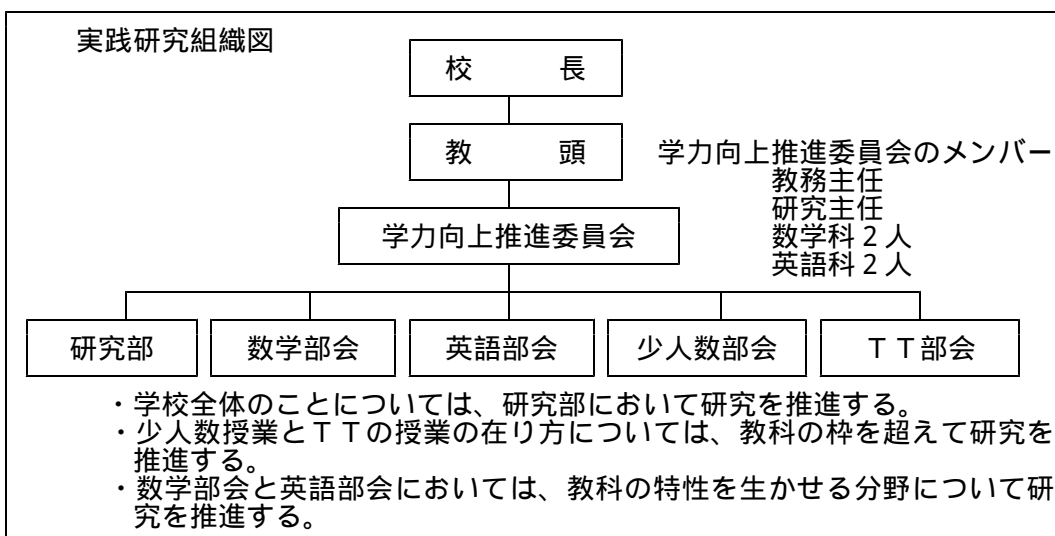 実践研究組織図
校　　長
教　　頭
学力向上推進委員会のメンバー
教務主任
研究主任
数学科２人
英語科２人
学力向上推進委員会
研究部　数学部会　英語部会　少人数部会　ＴＴ部会
・学校全体のことについては、研究部において研究を推進する。
・少人数授業とＴＴの授業の在り方については、教科の枠を超えて研究を
推進する。
・数学部会と英語部会においては、教科の特性を生かせる分野について研
究を推進する。